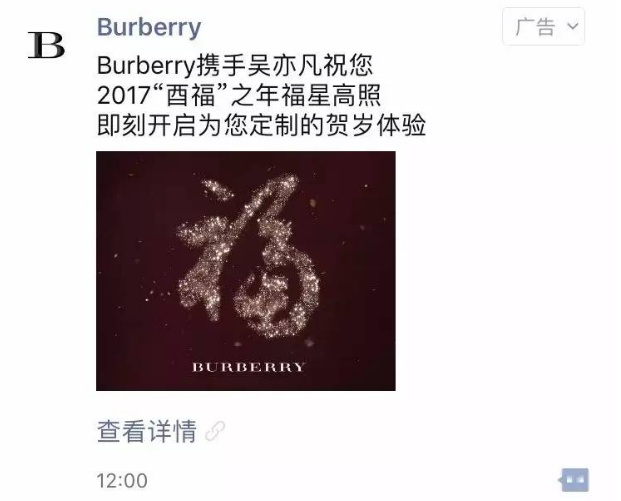 B
Burberry
广告
Burberry携手吴亦凡祝您
2017“酉福”之年福星高照
即刻开启为您定制的贺岁体验
福
BURBERRY
查看详情
12:00